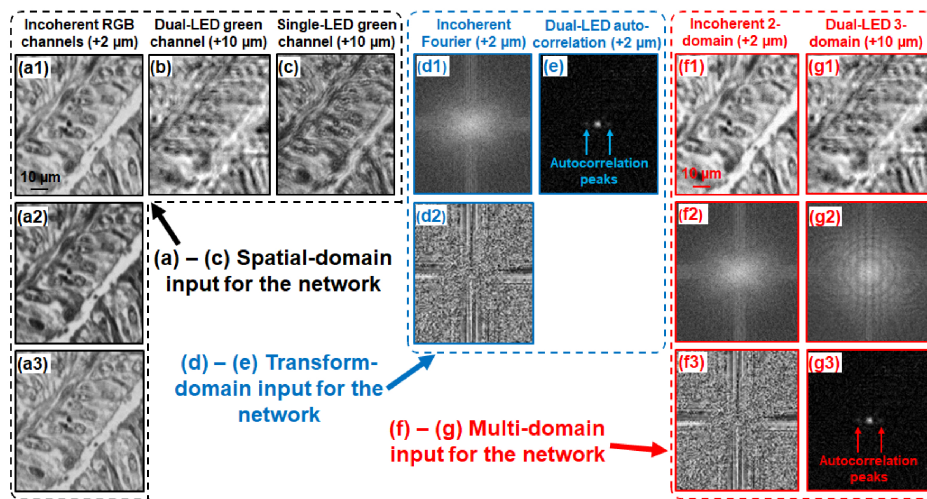 Incoherent RGB
channels (+2 µm)
Dual-LED green
channel (+10 µm)
Single-LED green
channel (+10 µm)
Incoherent
Fourier (+2 µm)
Dual-LED auto-
correlation (+2 µm)
Incoherent 2-
domain (+2 µm)
Dual-LED 3-
domain (+10 µm)
(a1)
(b)
(c)
(d1)
(e)
(f1)
(g1)
10 µm
Autocorrelation
peaks
10 µm
(a2)
(d2)
(f2)
(g2)
(a) – (c) Spatial-domain
input for the network
(a3)
(d) – (e) Transform-
domain input for the
network
(f3)
(g3)
(f) – (g) Multi-domain
input for the network
Autocorrelation
peaks